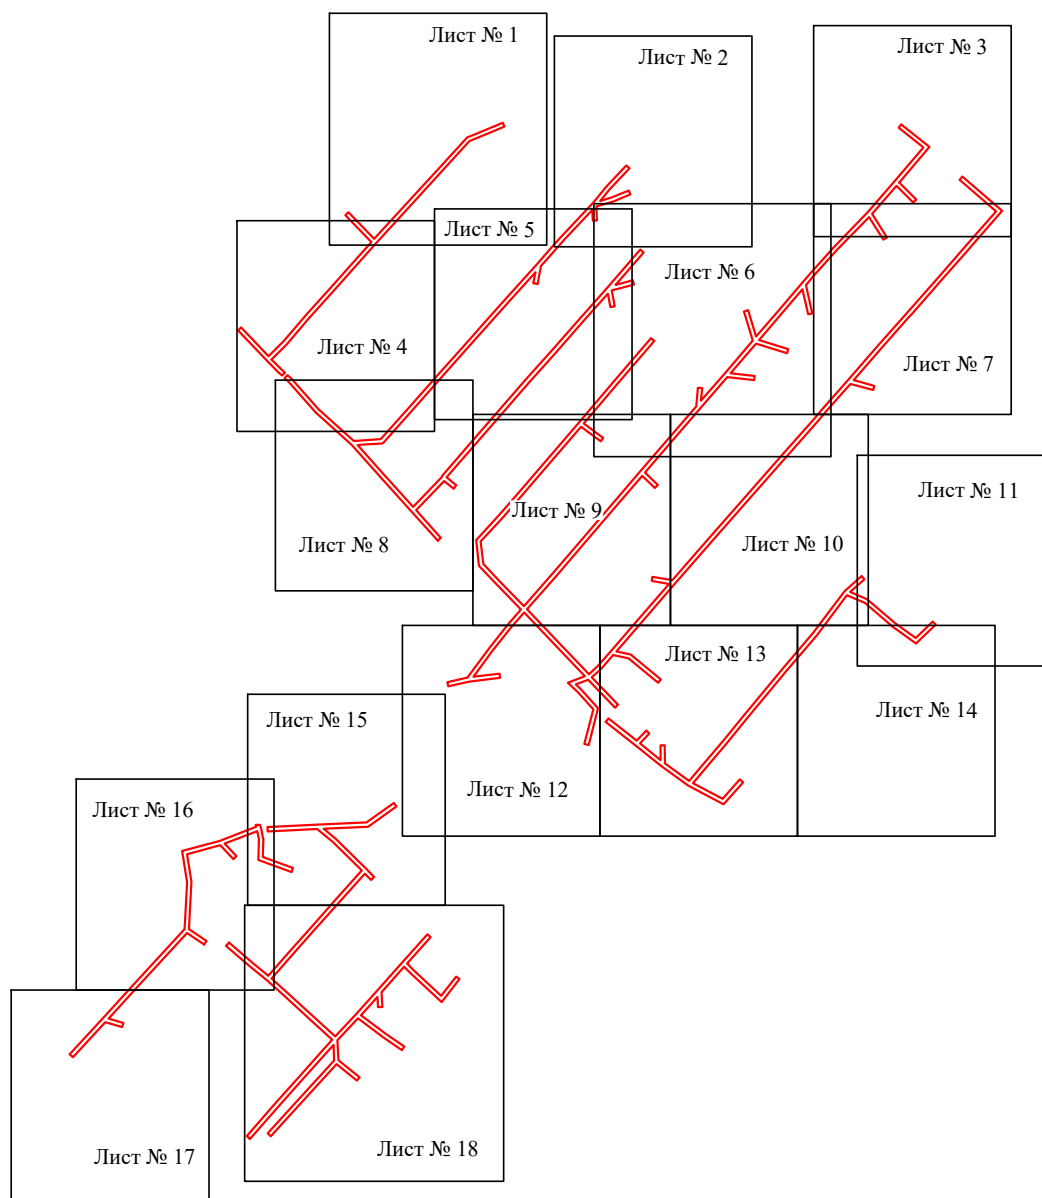 Лист № 1
Лист № 2
Лист № 3
Лист № 5
Лист № 6
Лист № 4
Лист № 7
Лист № 11
Лист № 9
Лист № 8
Лист № 10
Лист № 13
Лист № 14
Лист № 15
Лист № 12
Лист № 16
Лист № 18
Лист № 17